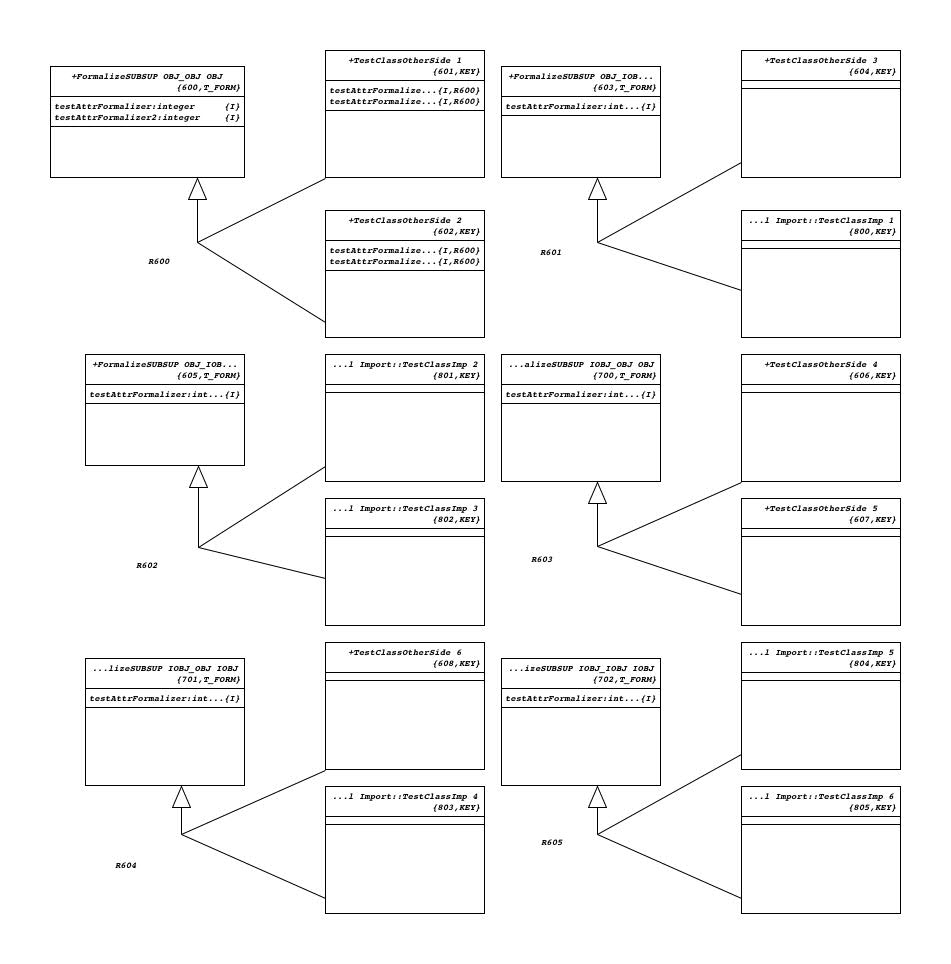 +FormalizeSUBSUP OBJ_OBJ OBJ
{600,T_FORM}
testAttrFormalizer:integer {I}
testAttrFormalizer2:integer {I}
+TestClassOtherSide 1
{601,KEY}
testAttrFormalize...{I,R600}
testAttrFormalize...{I,R600}
+TestClassOtherSide 2
{602,KEY}
testAttrFormalize...{I,R600}
testAttrFormalize...{I,R600}
R600
+FormalizeSUBSUP OBJ_IOB...
{603,T_FORM}
testAttrFormalizer:int...{I}
+TestClassOtherSide 3
{604,KEY}
...l Import::TestClassImp 1
{800,KEY}
R601
+FormalizeSUBSUP OBJ_IOB...
{605,T_FORM}
testAttrFormalizer:int...{I}
...l Import::TestClassImp 2
{801,KEY}
...l Import::TestClassImp 3
{802,KEY}
R602
...alizeSUBSUP IOBJ_OBJ OBJ
{700,T_FORM}
testAttrFormalizer:int...{I}
+TestClassOtherSide 4
{606,KEY}
+TestClassOtherSide 5
{607,KEY}
R603
...lizeSUBSUP IOBJ_OBJ IOBJ
{701,T_FORM}
testAttrFormalizer:int...{I}
+TestClassOtherSide 6
{608,KEY}
...l Import::TestClassImp 4
{803,KEY}
R604
...izeSUBSUP IOBJ_IOBJ IOBJ
{702,T_FORM}
testAttrFormalizer:int...{I}
...l Import::TestClassImp 5
{804,KEY}
...l Import::TestClassImp 6
{805,KEY}
R605